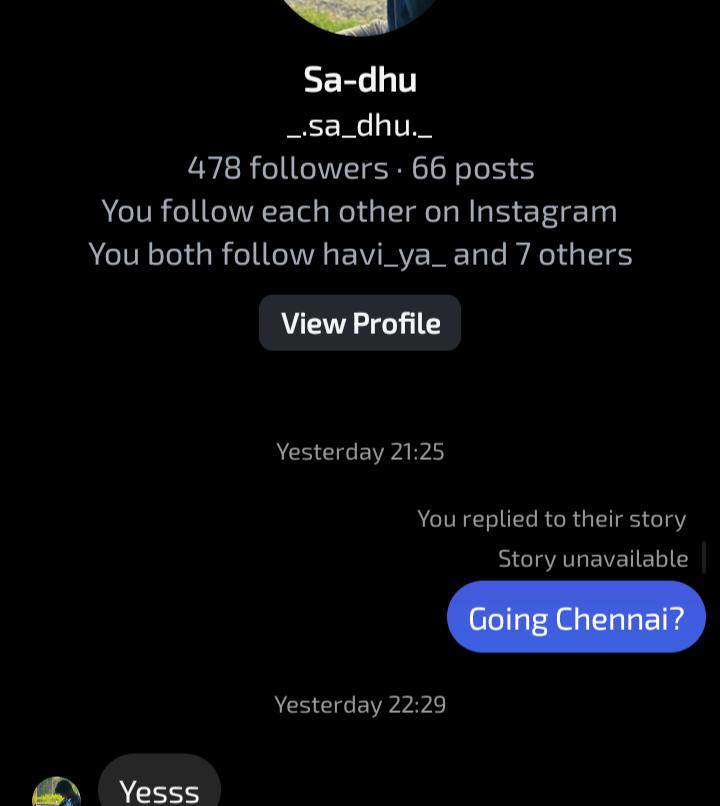 Sa-dhu
_.sa_dhu._
478 followers · 66 posts
You follow each other on Instagram
You both follow havi_ya_ and 7 others
View Profile
Yesterday 21:25
You replied to their story
Story unavailable
Going Chennai?
Yesterday 22:29
Yesss